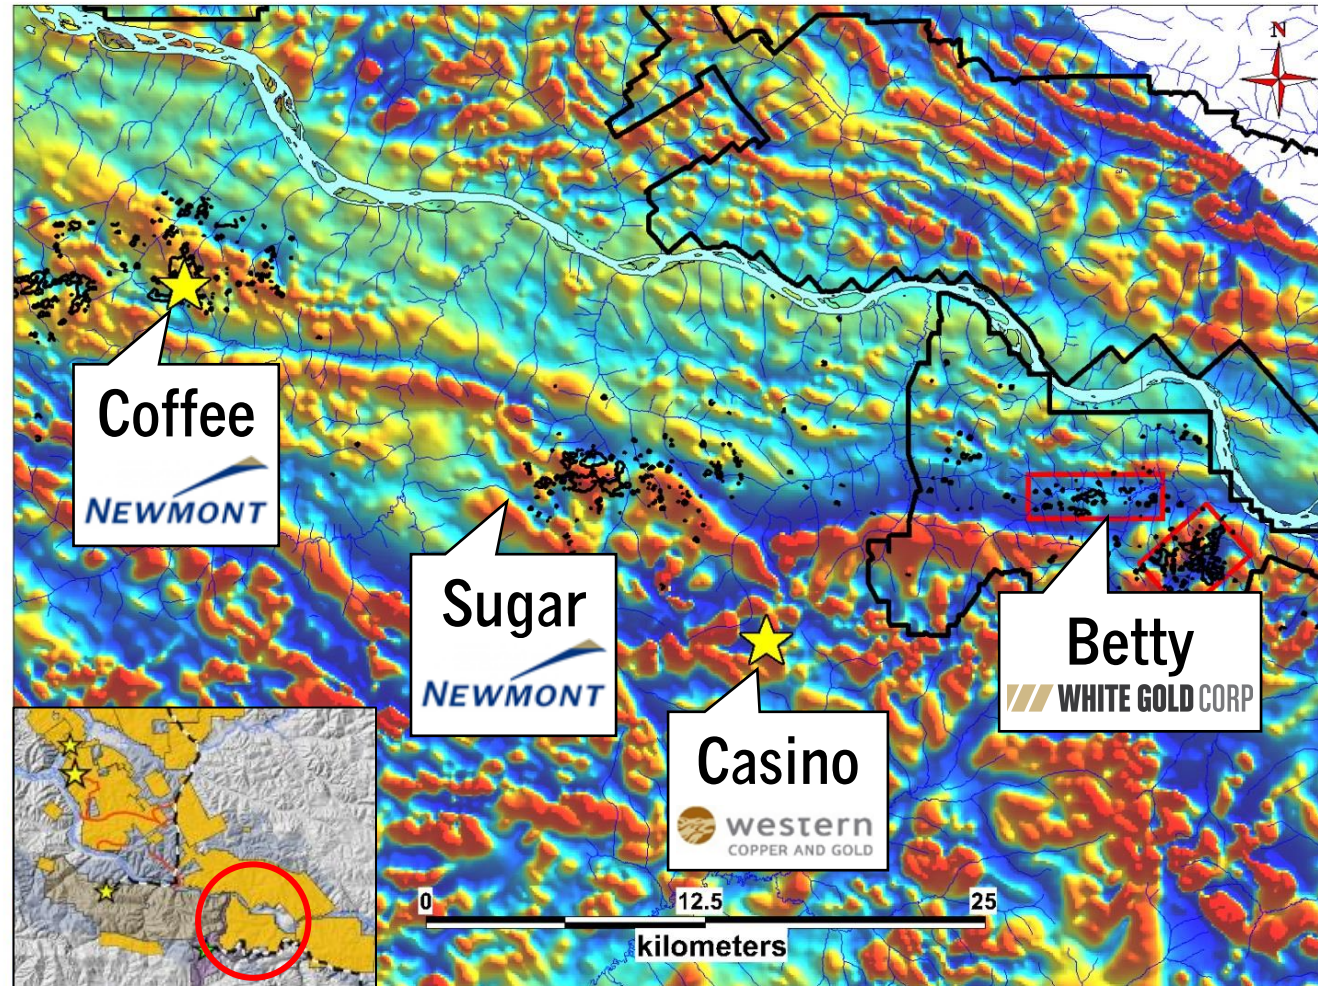 N
Coffee
NEWMONT
Sugar
NEWMONT
Betty
WHITE GOLD CORP
Casino
western
COPPER AND GOLD
0 12.5 25
kilometers